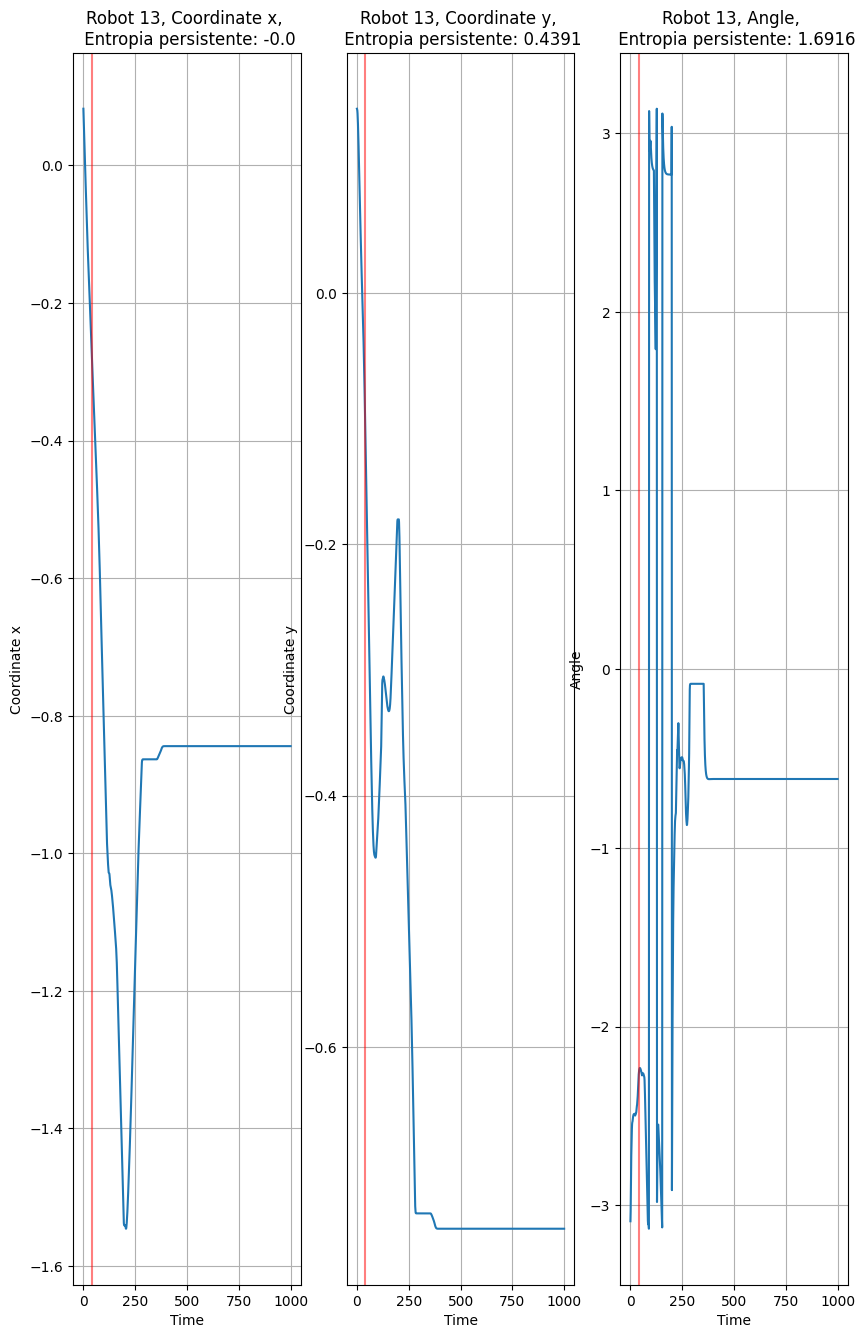 Robot 13, Coordinate x,
Entropia persistente: -0.0
0.0
−0.2
−0.4
−0.6
−0.8
−1.0
−1.2
−1.4
−1.6
Coordinate x
0
250
500
750
1000
Time
Robot 13, Coordinate y,
Entropia persistente: 0.4391
0.0
−0.2
−0.4
−0.6
Coordinate y
0
250
500
750
1000
Time
Robot 13, Angle,
Entropia persistente: 1.6916
3
2
1
0
−1
−2
−3
Angle
0
250
500
750
1000
Time